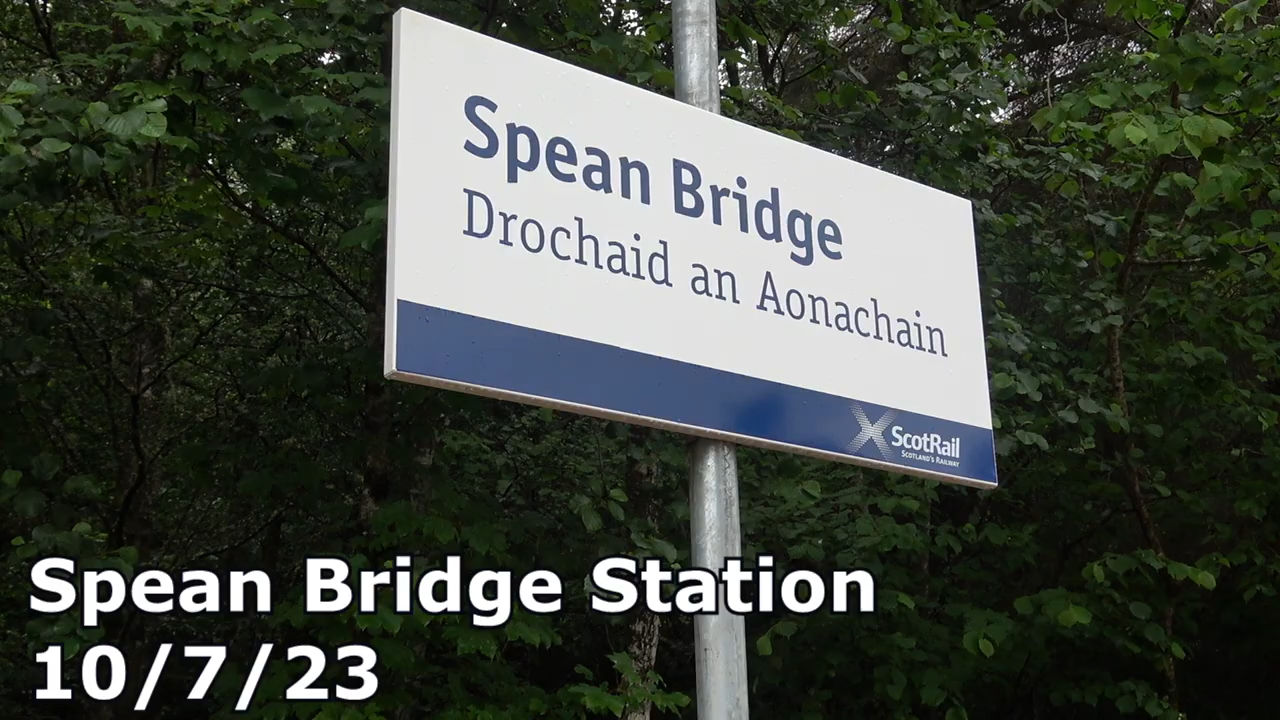 Spean Bridge
Drochaid an Aonachain
ScotRail
SCOTLAND'S RAILWAY
Spean Bridge Station
10/7/23